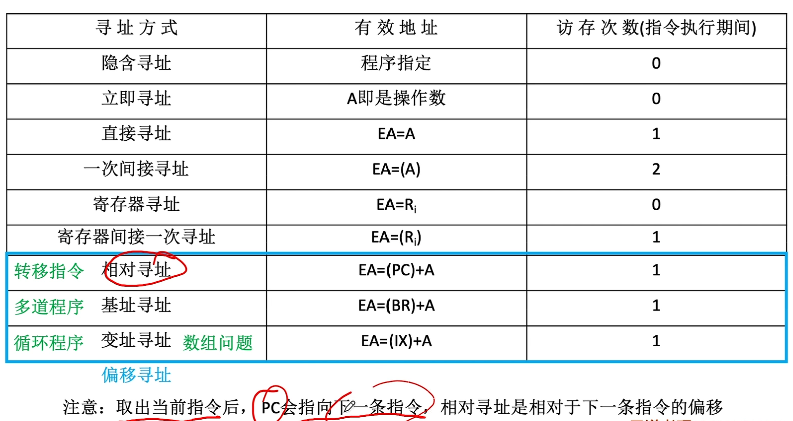 寻址方式 有效地址 访存次数(指令执行期间)
隐含寻址 程序指定 0
立即寻址 A即是操作数 0
直接寻址 EA=A 1
一次间接寻址 EA=(A) 2
寄存器寻址 EA=Rᵢ 0
寄存器间接一次寻址 EA=(Rᵢ) 1
转移指令 相对寻址 EA=(PC)+A 1
多道程序 基址寻址 EA=(BR)+A 1
循环程序 变址寻址 数组问题 EA=(IX)+A 1
偏移寻址
注意：取出当前指令后，PC会指向下一条指令，相对寻址是相对于下一条指令的偏移